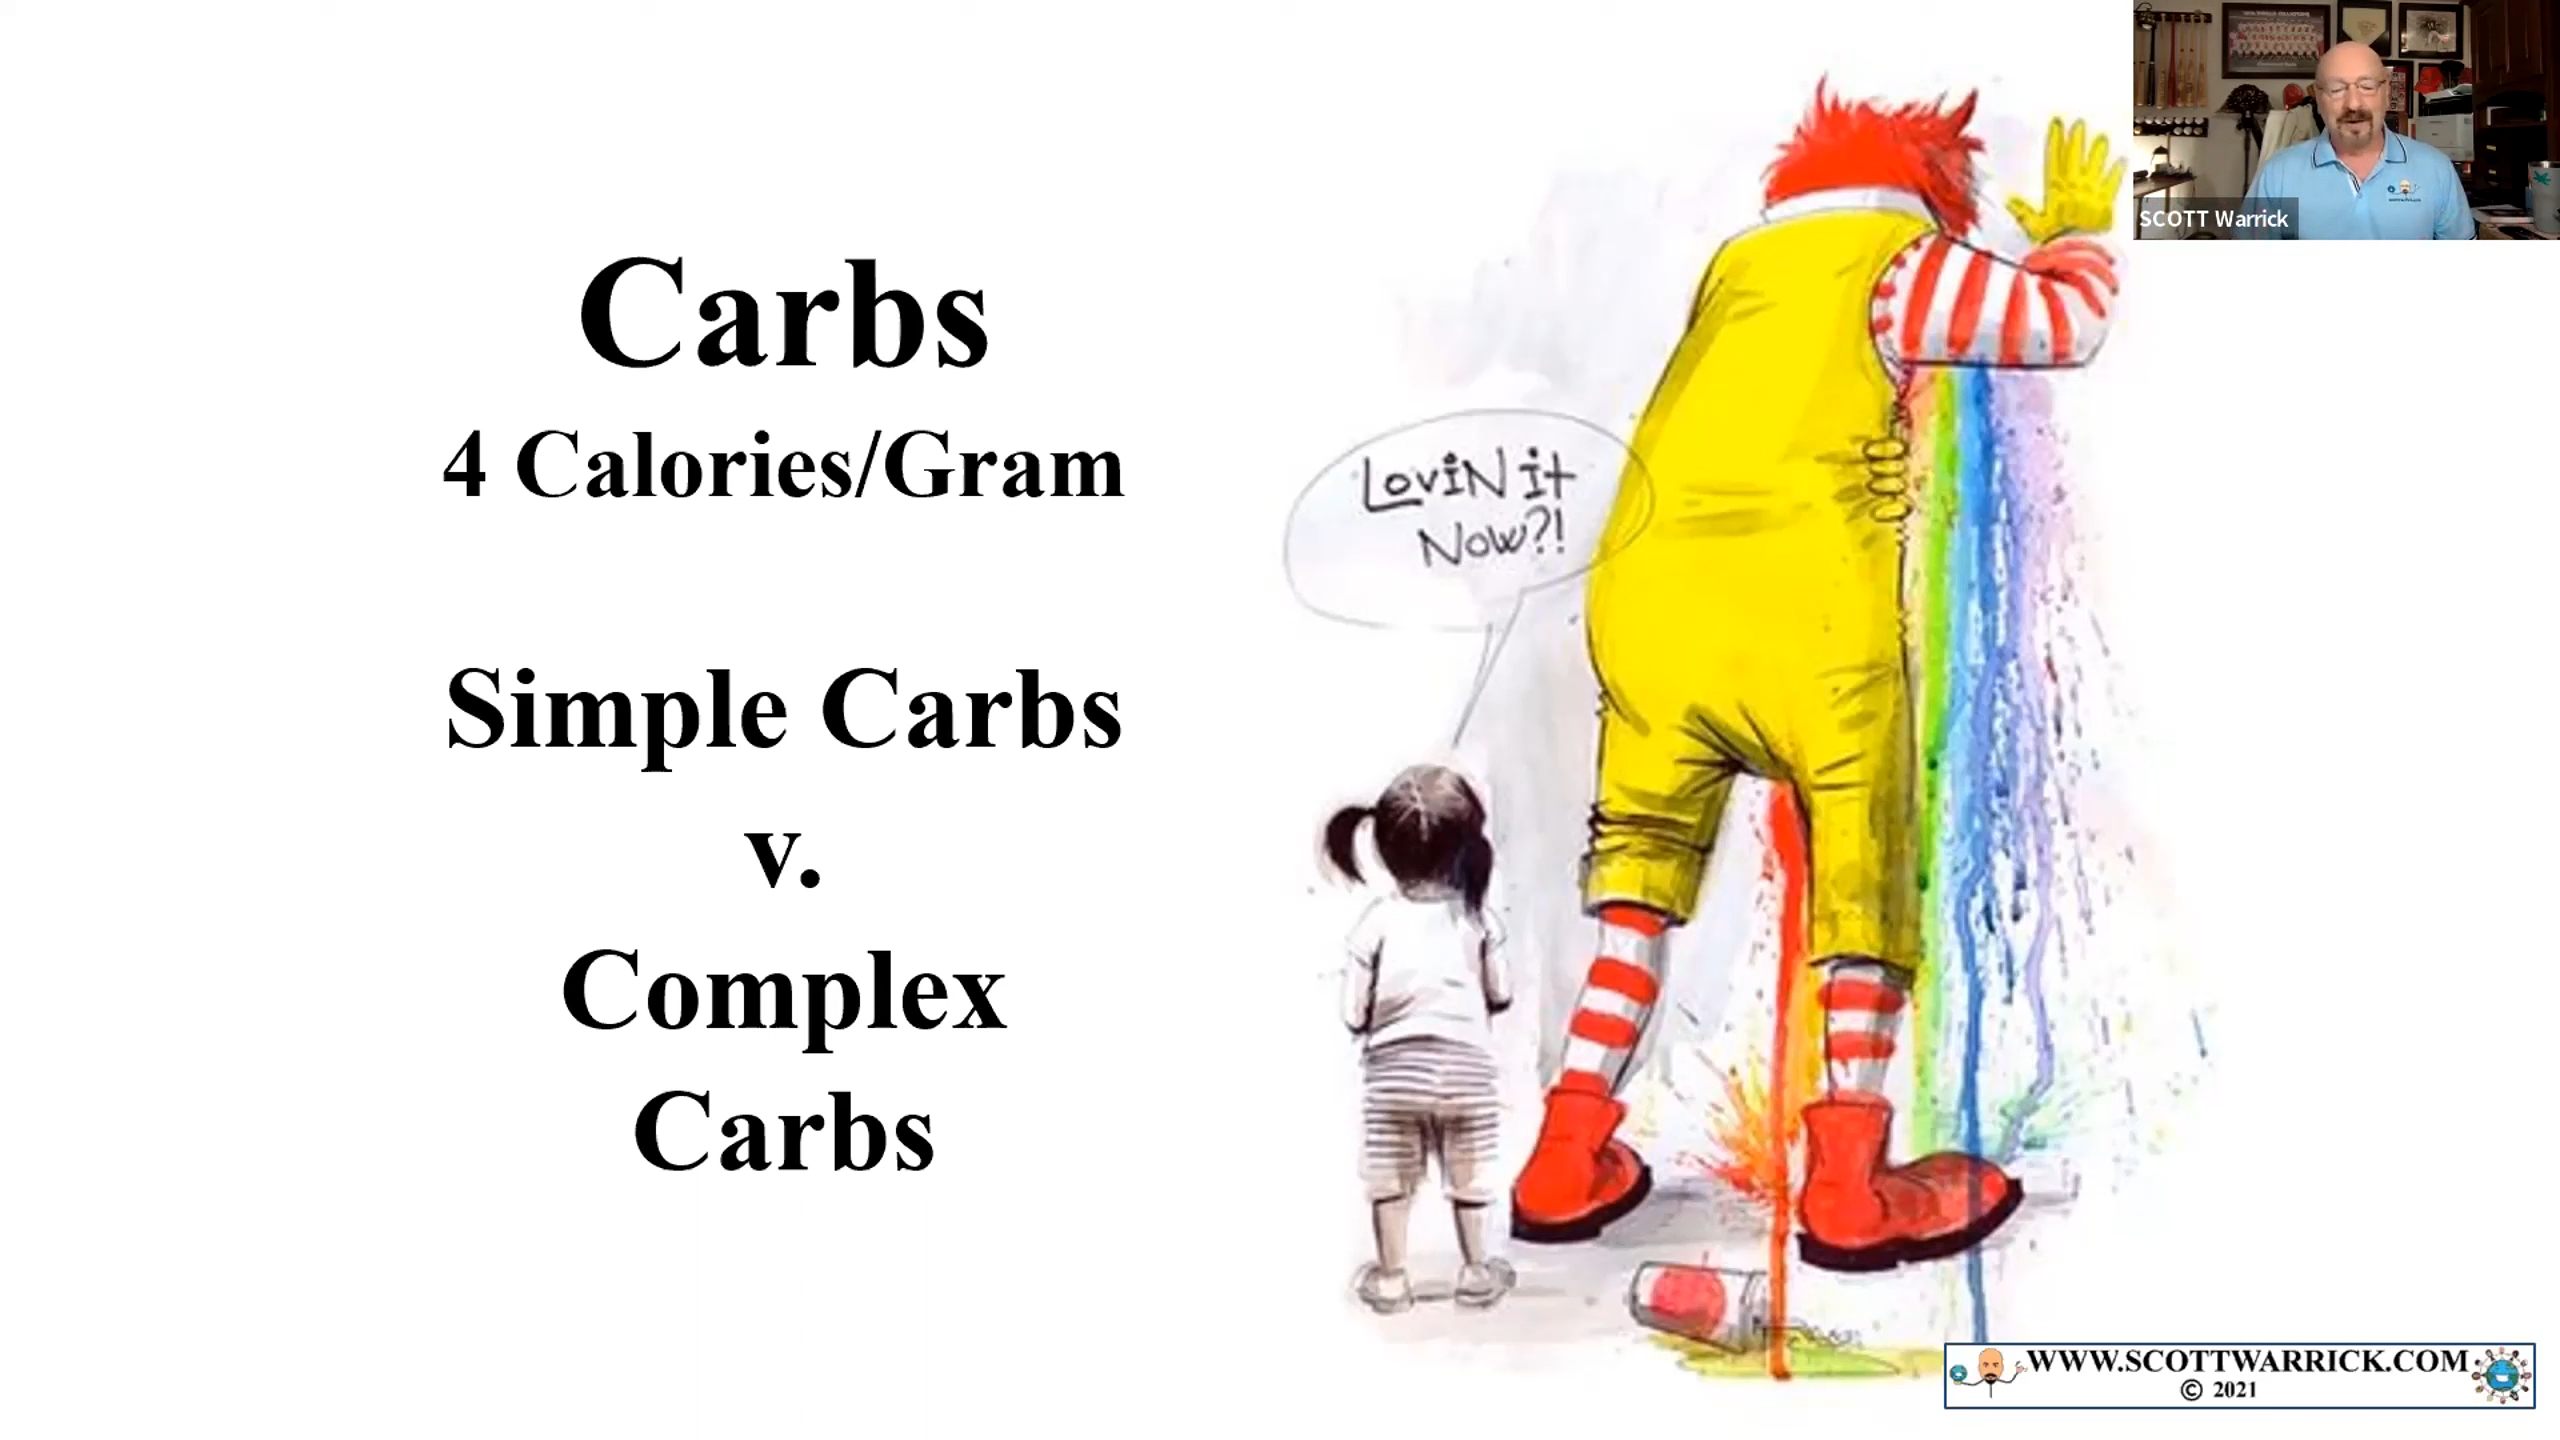 Carbs
4 Calories/Gram
Simple Carbs
v.
Complex
Carbs
LoviN it
Now?!
SCOTT Warrick
WWW.SCOTTWARRICK.COM
© 2021